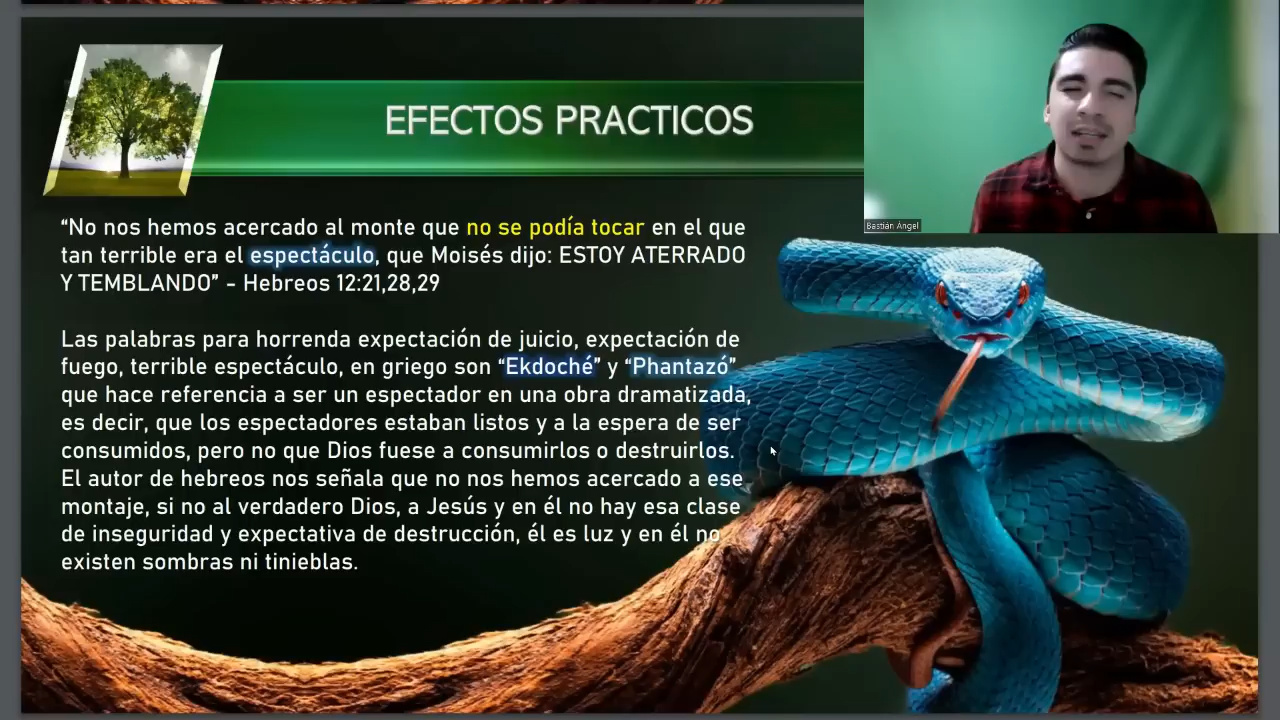 EFECTOS PRACTICOS
Bastián Ángel
“No nos hemos acercado al monte que no se podía tocar en el que
tan terrible era el espectáculo, que Moisés dijo: ESTOY ATERRADO
Y TEMBLANDO” - Hebreos 12:21,28,29
Las palabras para horrenda expectación de juicio, expectación de
fuego, terrible espectáculo, en griego son “Ekdoché” y “Phantazó”
que hace referencia a ser un espectador en una obra dramatizada,
es decir, que los espectadores estaban listos y a la espera de ser
consumidos, pero no que Dios fuese a consumirlos o destruirlos.
El autor de hebreos nos señala que no nos hemos acercado a ese
montaje, si no al verdadero Dios, a Jesús y en él no hay esa clase
de inseguridad y expectativa de destrucción, él es luz y en él no
existen sombras ni tinieblas.